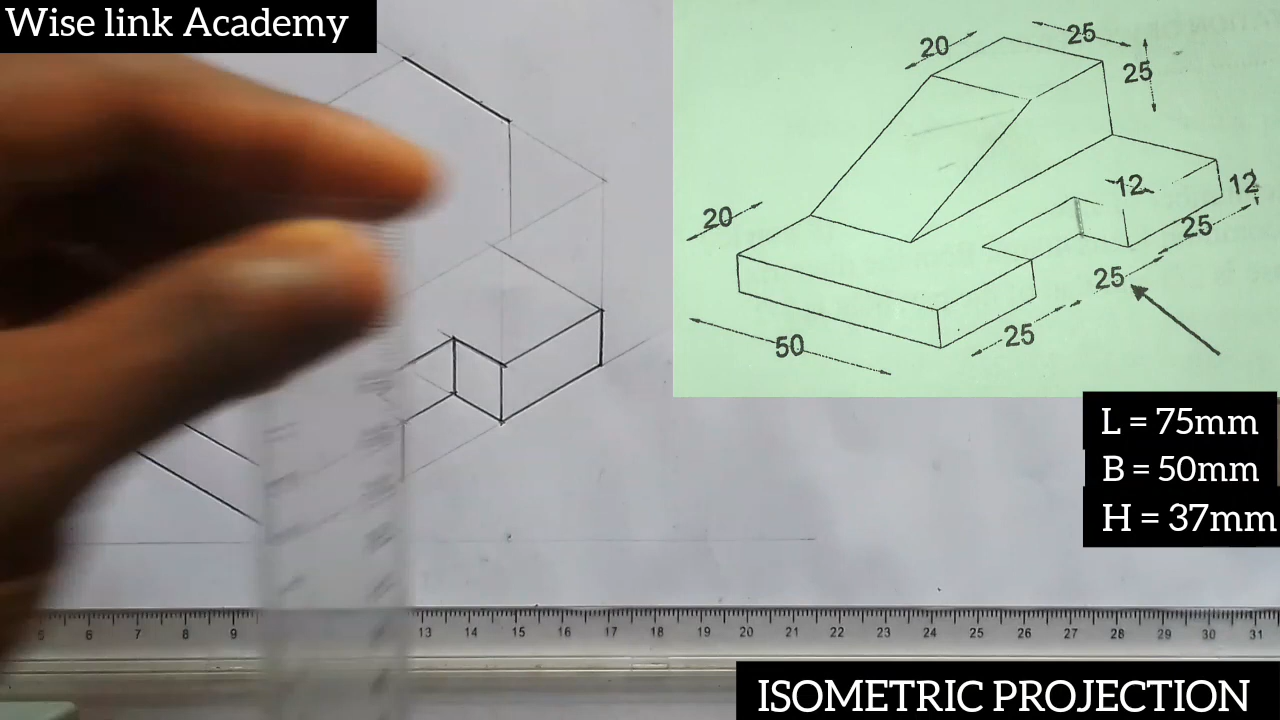 Wise link Academy
20
25
25
20
12
12
25
25
25
50
L = 75mm
B = 50mm
H = 37mm
5 6 7 8 9 13 14 15 16 17 18 19 20 21 22 23 24 25 26 27 28 29 30 31
ISOMETRIC PROJECTION